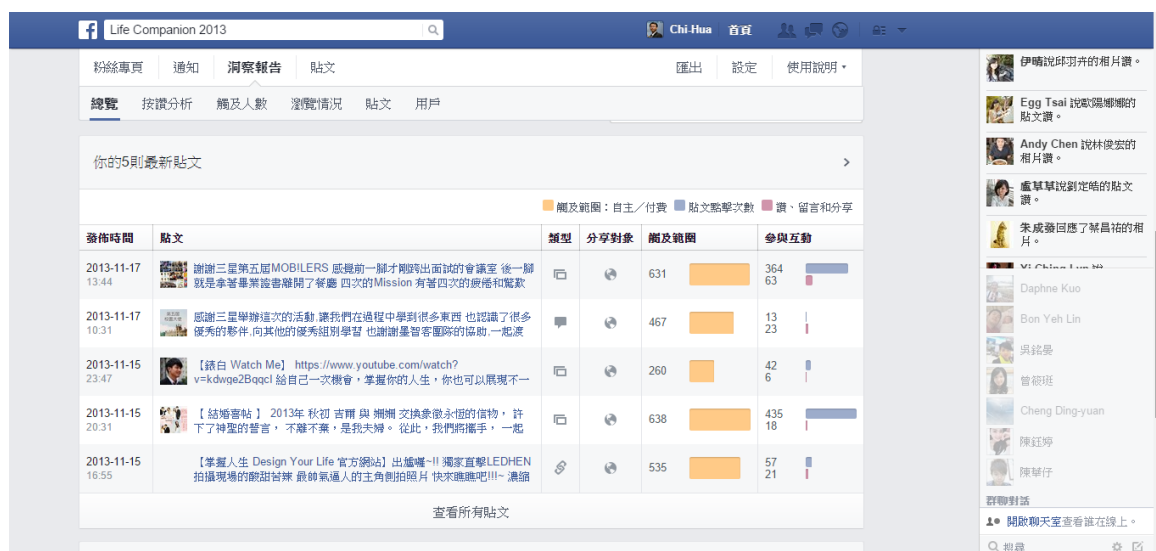 Life Companion 2013
Chi-Hua 首頁
粉絲專頁 通知 洞察報告 貼文 匯出 設定 使用說明
總覽 按讚分析 觸及人數 瀏覽情況 貼文 用戶
你的5則最新貼文
觸及範圍：自主／付費 貼文點擊次數 讚、留言和分享
發佈時間 貼文 類型 分享對象 觸及範圍 參與互動
2013-11-17
13:44
謝謝三星第五屆MOB!LERS 感覺前一腳才剛跨出面試的會議室 後一腳
就是拿著畢業證書離開了餐廳 四次的Mission 有著四次的疲倦和驚歎
631
364
63
2013-11-17
10:31
感謝三星舉辦這次的活動,讓我們在過程中學到很多東西 也認識了很多
優秀的夥伴,向其他的優秀組別學習 也謝謝墨智客團隊的協助,一起渡
467
13
23
2013-11-15
23:47
【錶白 Watch Me】 https://www.youtube.com/watch?
v=kdwge2BqqcI 給自己一次機會，掌握你的人生，你也可以展現不一
260
42
6
2013-11-15
20:31
【 結婚喜帖 】 2013年 秋初 吉爾 與 姍姍 交換象徵永恆的信物， 許
下了神聖的誓言， 不離不棄，是我夫婦。 從此，我們將攜手， 一起
638
435
18
2013-11-15
16:55
【掌握人生 Design Your Life 官方網站】出爐囉~!! 獨家直擊LEDHEN
拍攝現場的酸甜苦辣 最帥氣逼人的主角側拍照片 快來瞧瞧吧!!!~ 濃縮
535
57
21
查看所有貼文
伊晴說邱羽卉的相片讚。
Egg Tsai 說歐陽娜娜的
貼文讚。
Andy Chen 說林俊宏的
相片讚。
盧草草說劉定皓的貼文
讚。
朱成發回應了蔡昌祐的相
片。
Yi Ching Lun 說
Daphne Kuo
Bon Yeh Lin
吳銘晏
曾筱珽
Cheng Ding-yuan
陳鈺婷
陳華仔
群聊對話
開啟聊天室查看誰在線上。
搜尋